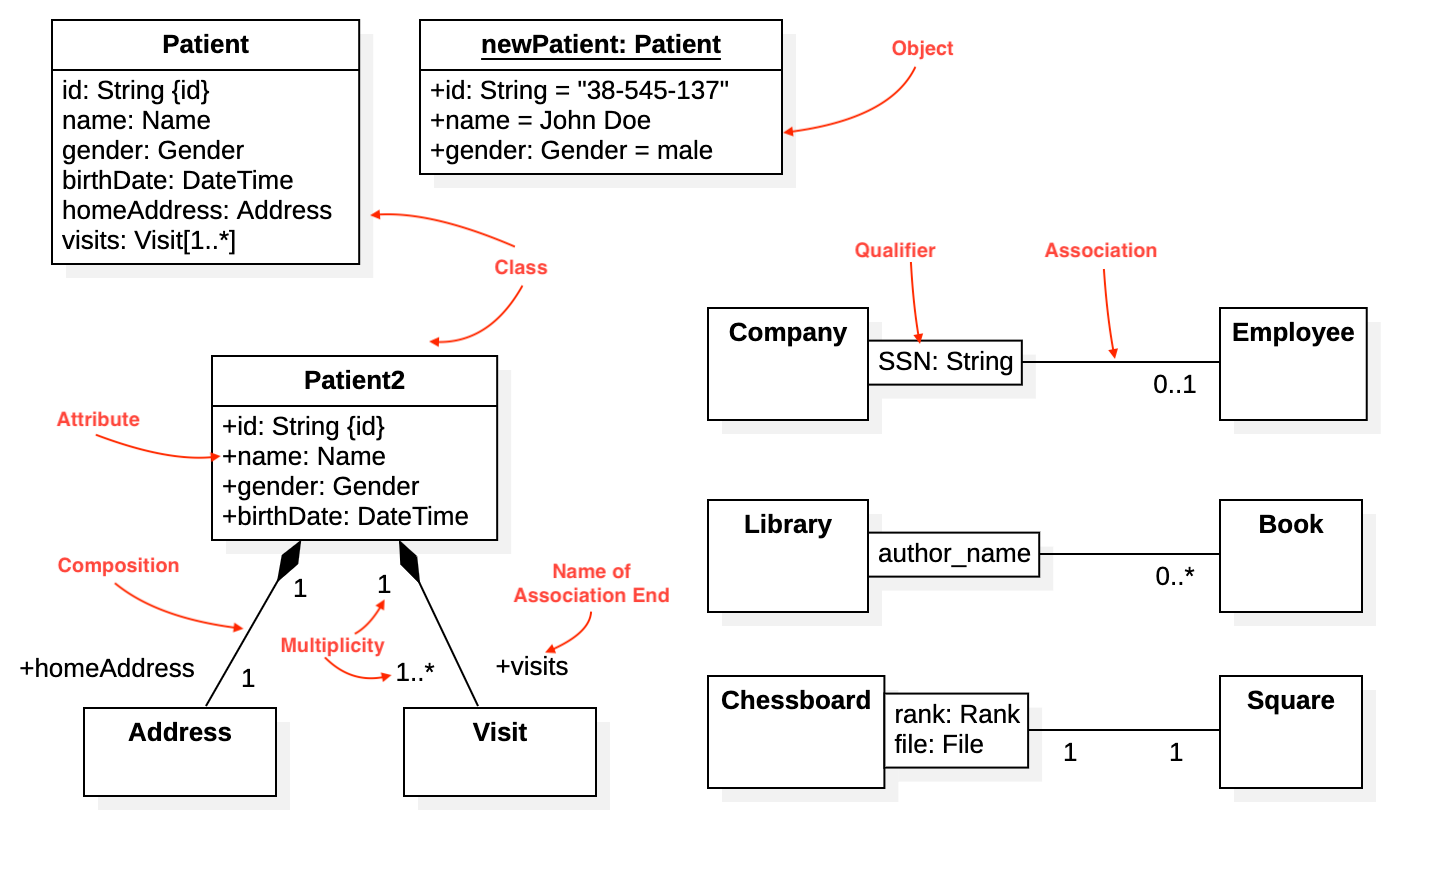 Patient
id: String {id}
name: Name
gender: Gender
birthDate: DateTime
homeAddress: Address
visits: Visit[1..*]
newPatient: Patient
+id: String = "38-545-137"
+name = John Doe
+gender: Gender = male
Object
Class
Patient2
+id: String {id}
+name: Name
+gender: Gender
+birthDate: DateTime
Attribute
Composition
1
1
Multiplicity
Name of
Association End
+homeAddress
1
1..*
+visits
Address
Visit
Qualifier
Association
Company
SSN: String
0..1
Employee
Library
author_name
0..*
Book
Chessboard
rank: Rank
file: File
1
1
Square